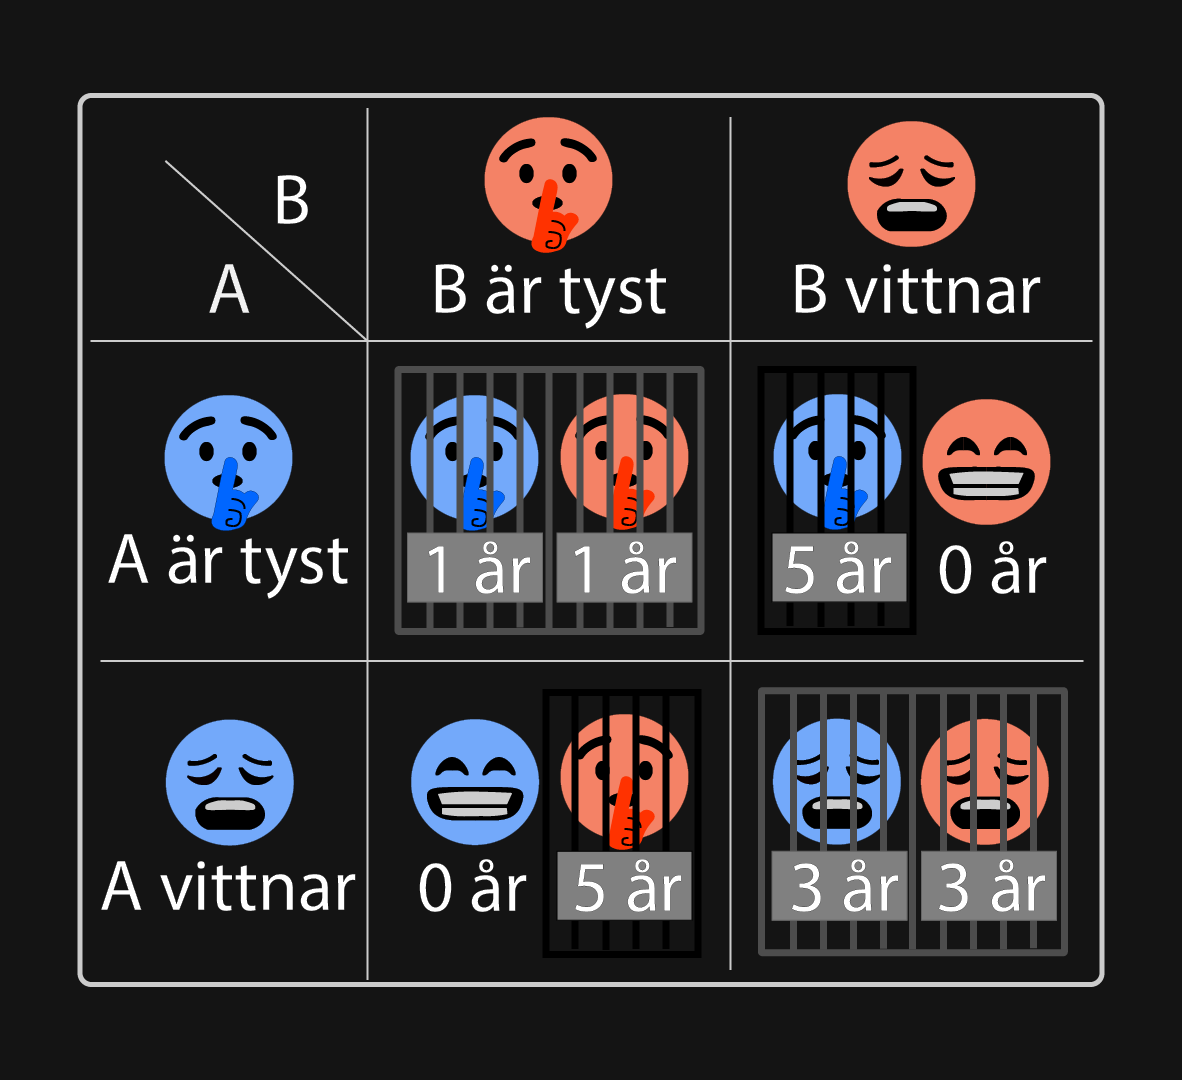 B
A
B är tyst
B vittnar
A är tyst
1 år 1 år
5 år 0 år
A vittnar
0 år 5 år
3 år 3 år